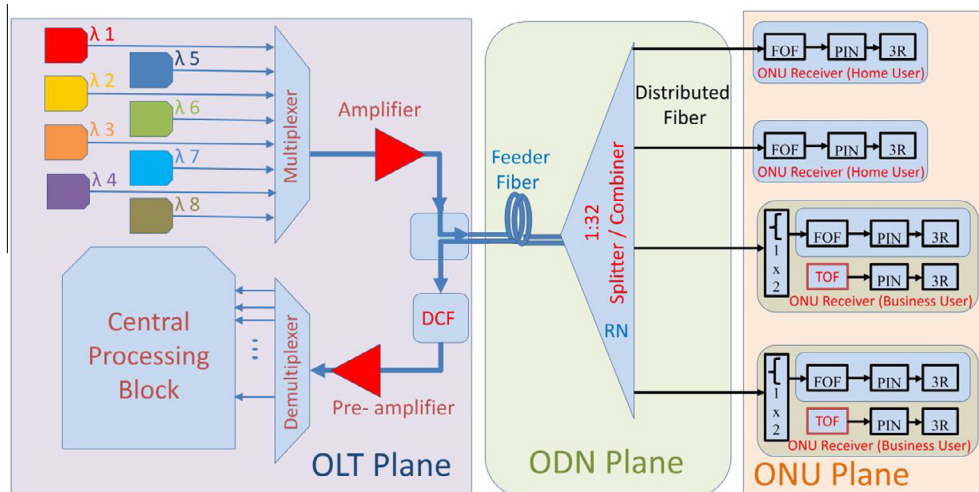 λ 1
λ 5
λ 2
λ 6
λ 3
λ 7
λ 4
λ 8
Multiplexer
Amplifier
Central
Processing
Block
Demultiplexer
Pre- amplifier
DCF
OLT Plane
Feeder
Fiber
1:32
Splitter / Combiner
RN
Distributed
Fiber
ODN Plane
FOF
PIN
3R
ONU Receiver (Home User)
FOF
PIN
3R
ONU Receiver (Home User)
1
x
2
FOF
PIN
3R
TOF
PIN
3R
ONU Receiver (Business User)
1
x
2
FOF
PIN
3R
TOF
PIN
3R
ONU Receiver (Business User)
ONU Plane